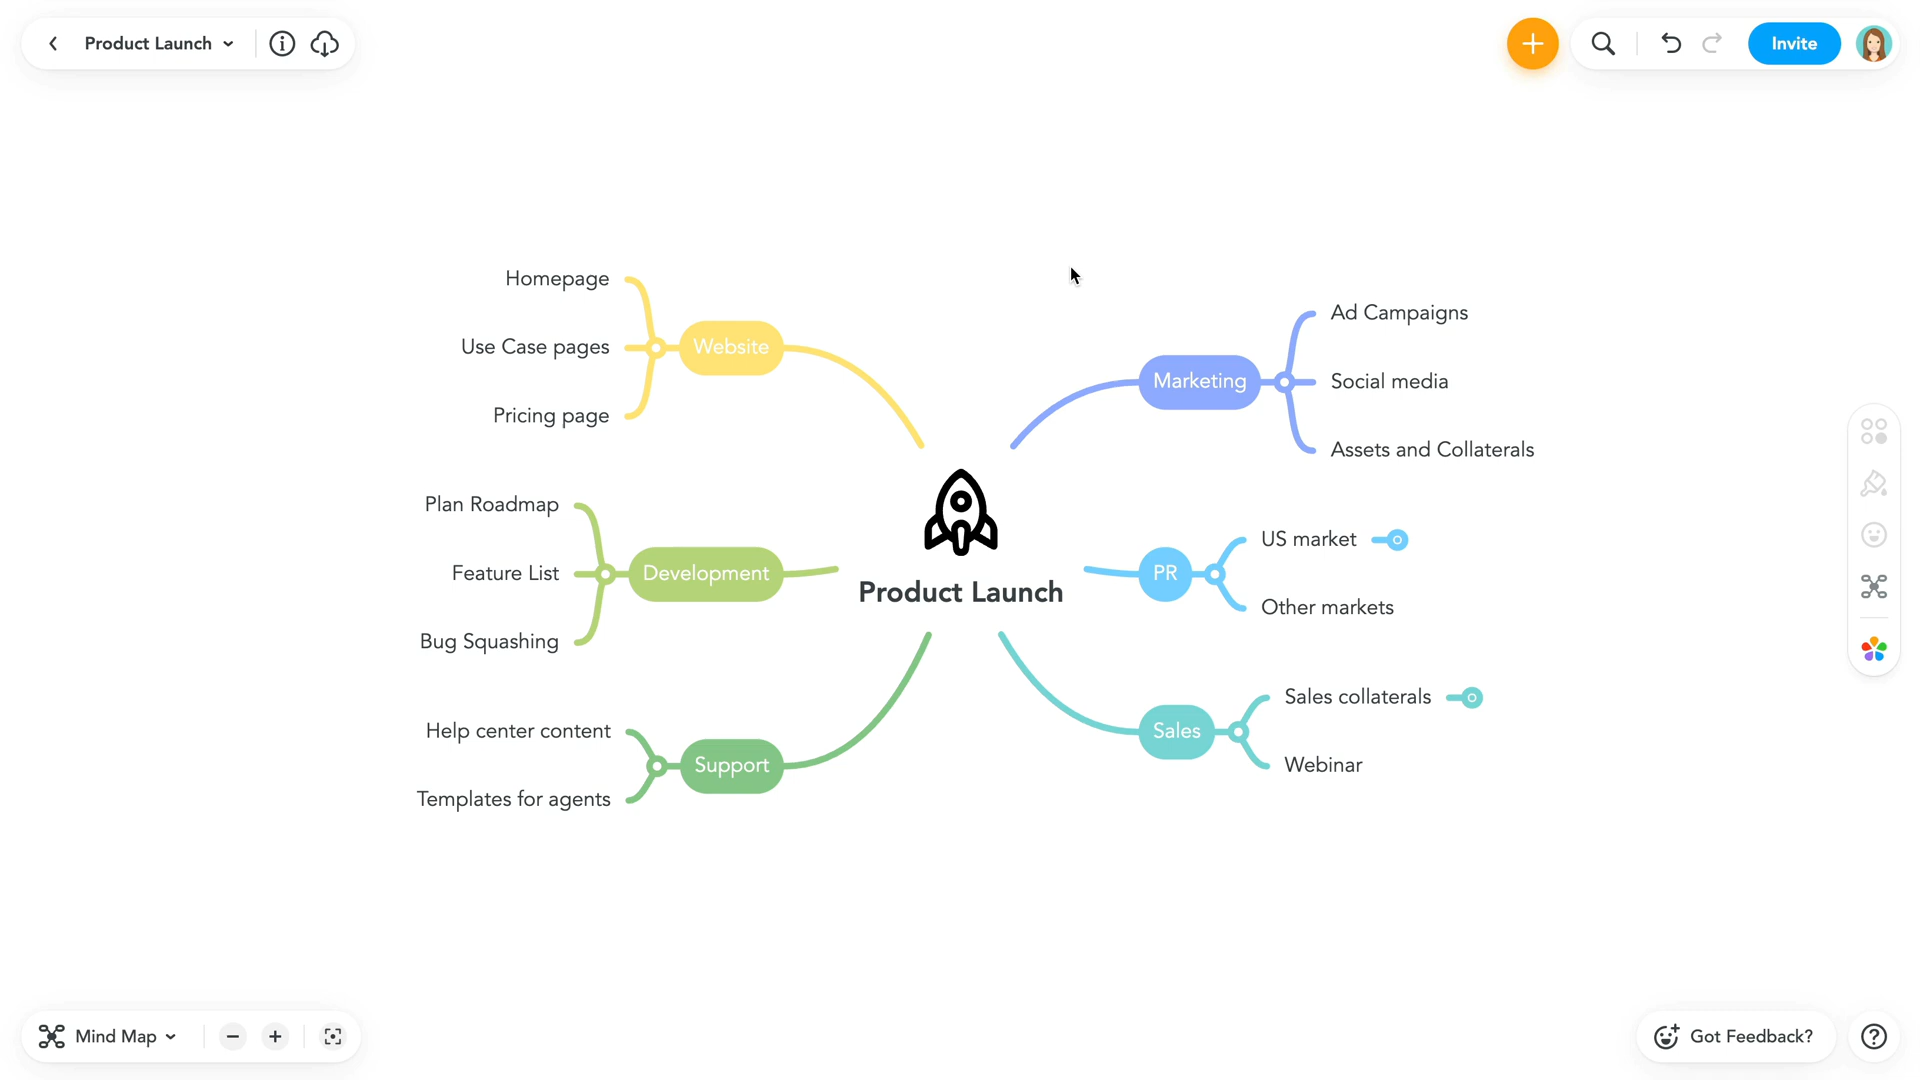 Product Launch
Invite
Homepage
Use Case pages
Pricing page
Website
Plan Roadmap
Feature List
Bug Squashing
Development
Help center content
Templates for agents
Support
Product Launch
Marketing
Ad Campaigns
Social media
Assets and Collaterals
PR
US market
Other markets
Sales
Sales collaterals
Webinar
Mind Map
Got Feedback?